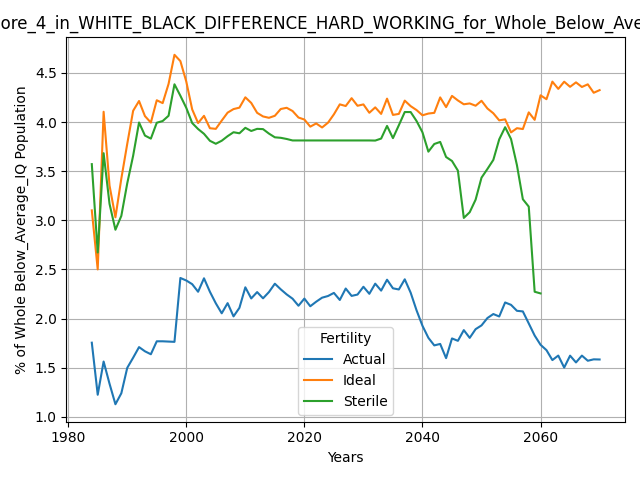 ore_4_in_WHITE_BLACK_DIFFERENCE_HARD_WORKING_for_Whole_Below_Ave
% of Whole Below_Average_IQ Population
4.5
4.0
3.5
3.0
2.5
2.0
1.5
1.0
1980
2000
2020
2040
2060
Years
Fertility
Actual
Ideal
Sterile